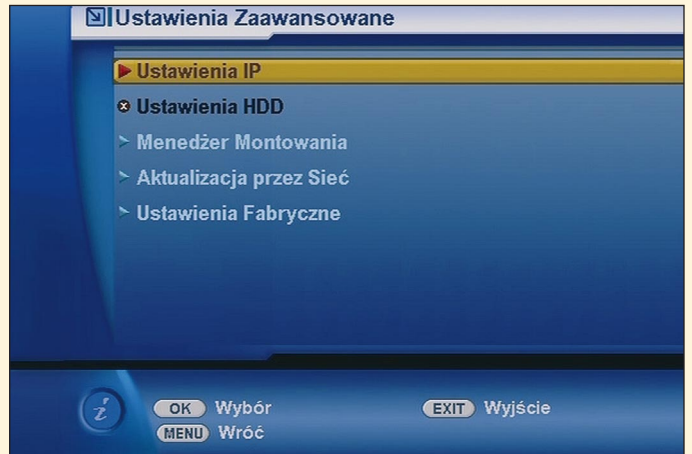 Ustawienia Zaawansowane
Ustawienia IP
Ustawienia HDD
Menedżer Montowania
Aktualizacja przez Sieć
Ustawienia Fabryczne
i OK Wybór EXIT Wyjście
MENU Wróć